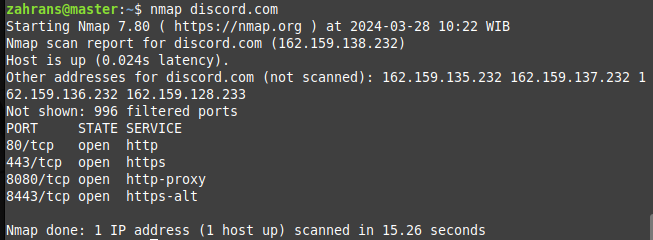 zahrans@master:~$ nmap discord.com
Starting Nmap 7.80 ( https://nmap.org ) at 2024-03-28 10:22 WIB
Nmap scan report for discord.com (162.159.138.232)
Host is up (0.024s latency).
Other addresses for discord.com (not scanned): 162.159.135.232 162.159.137.232 1
62.159.136.232 162.159.128.233
Not shown: 996 filtered ports
PORT     STATE SERVICE
80/tcp   open  http
443/tcp  open  https
8080/tcp open  http-proxy
8443/tcp open  https-alt
Nmap done: 1 IP address (1 host up) scanned in 15.26 seconds